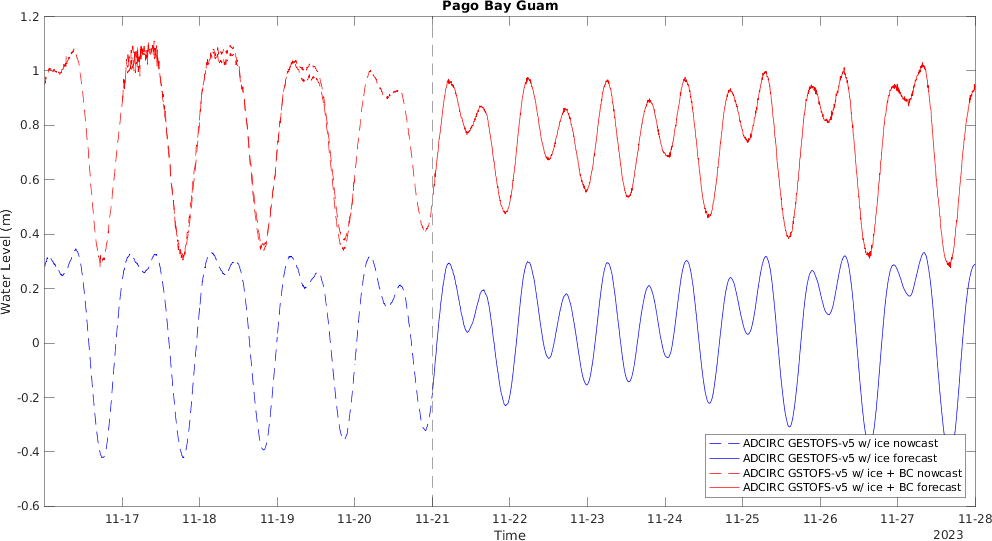 Pago Bay Guam
1.2
1
0.8
0.6
0.4
0.2
0
-0.2
-0.4
-0.6
Water Level (m)
ADCIRC GESTOFS-v5 w/ ice nowcast
ADCIRC GESTOFS-v5 w/ ice forecast
ADCIRC GSTOFS-v5 w/ ice + BC nowcast
ADCIRC GSTOFS-v5 w/ ice + BC forecast
11-17 11-18 11-19 11-20 11-21 11-22 11-23 11-24 11-25 11-26 11-27 11-28
Time
2023